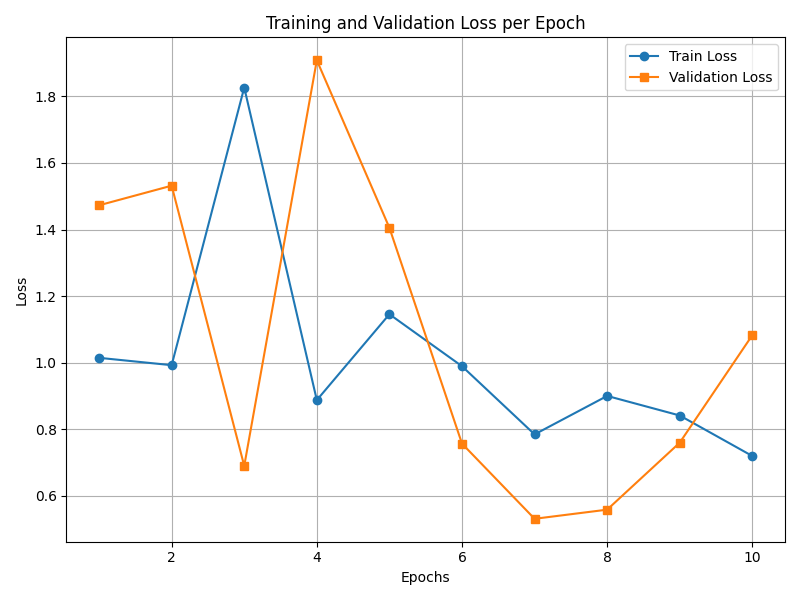 Training and Validation Loss per Epoch
Train Loss
Validation Loss
1.8
1.6
1.4
1.2
1.0
0.8
0.6
Loss
2 4 6 8 10
Epochs